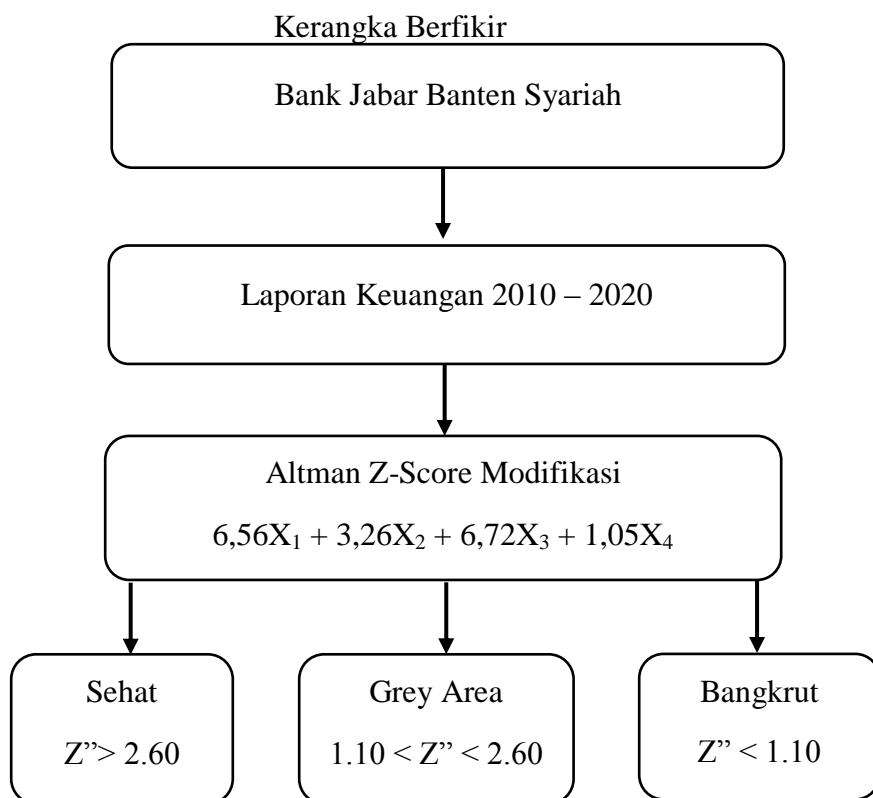 Kerangka Berfikir
Bank Jabar Banten Syariah
Laporan Keuangan 2010 – 2020
Altman Z-Score Modifikasi
6,56X₁ + 3,26X₂ + 6,72X₃ + 1,05X₄
Sehat
Z”> 2.60
Grey Area
1.10 < Z” < 2.60
Bangkrut
Z” < 1.10